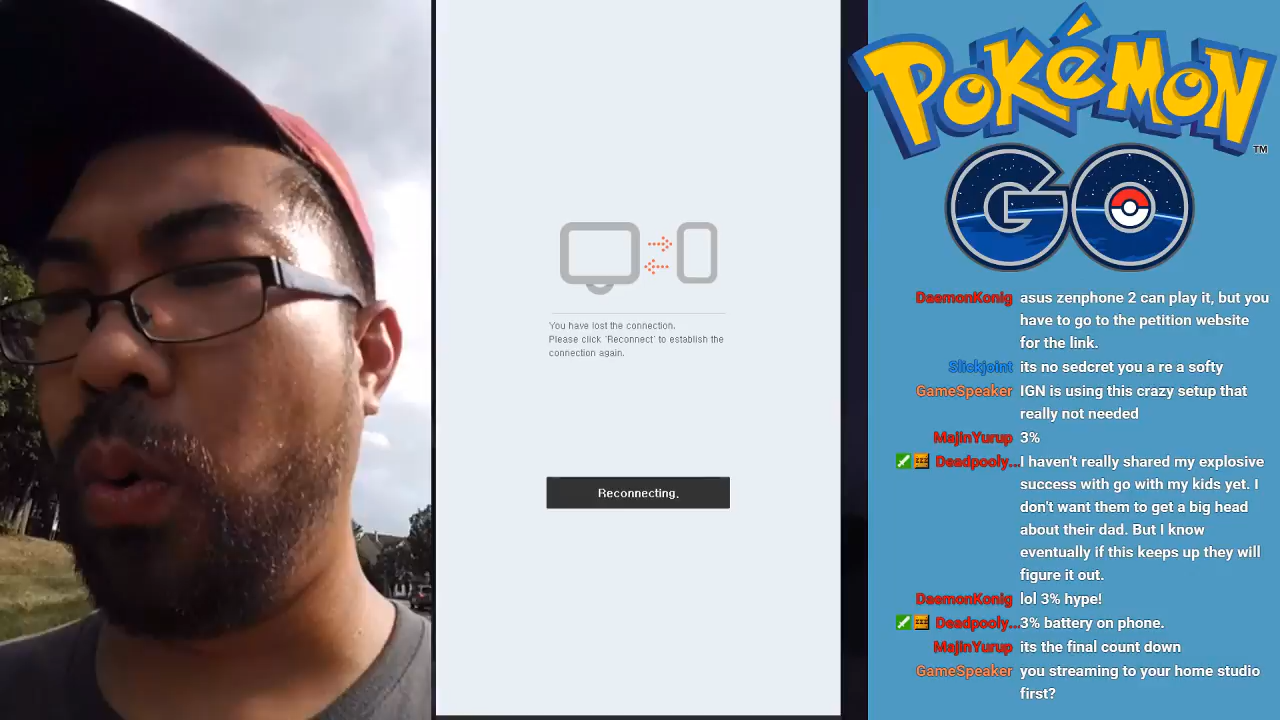 You have lost the connection.
Please click 'Reconnect' to establish the
connection again.
Reconnecting.
POKéMON
TM
GO
DaemonKonig asus zenphone 2 can play it, but you
have to go to the petition website
for the link.
Slickjoint its no sedcret you a re a softy
GameSpeaker IGN is using this crazy setup that
really not needed
MajinYurup 3%
Deadpooly... I haven't really shared my explosive
success with go with my kids yet. I
don't want them to get a big head
about their dad. But I know
eventually if this keeps up they will
figure it out.
DaemonKonig lol 3% hype!
Deadpooly... 3% battery on phone.
MajinYurup its the final count down
GameSpeaker you streaming to your home studio
first?